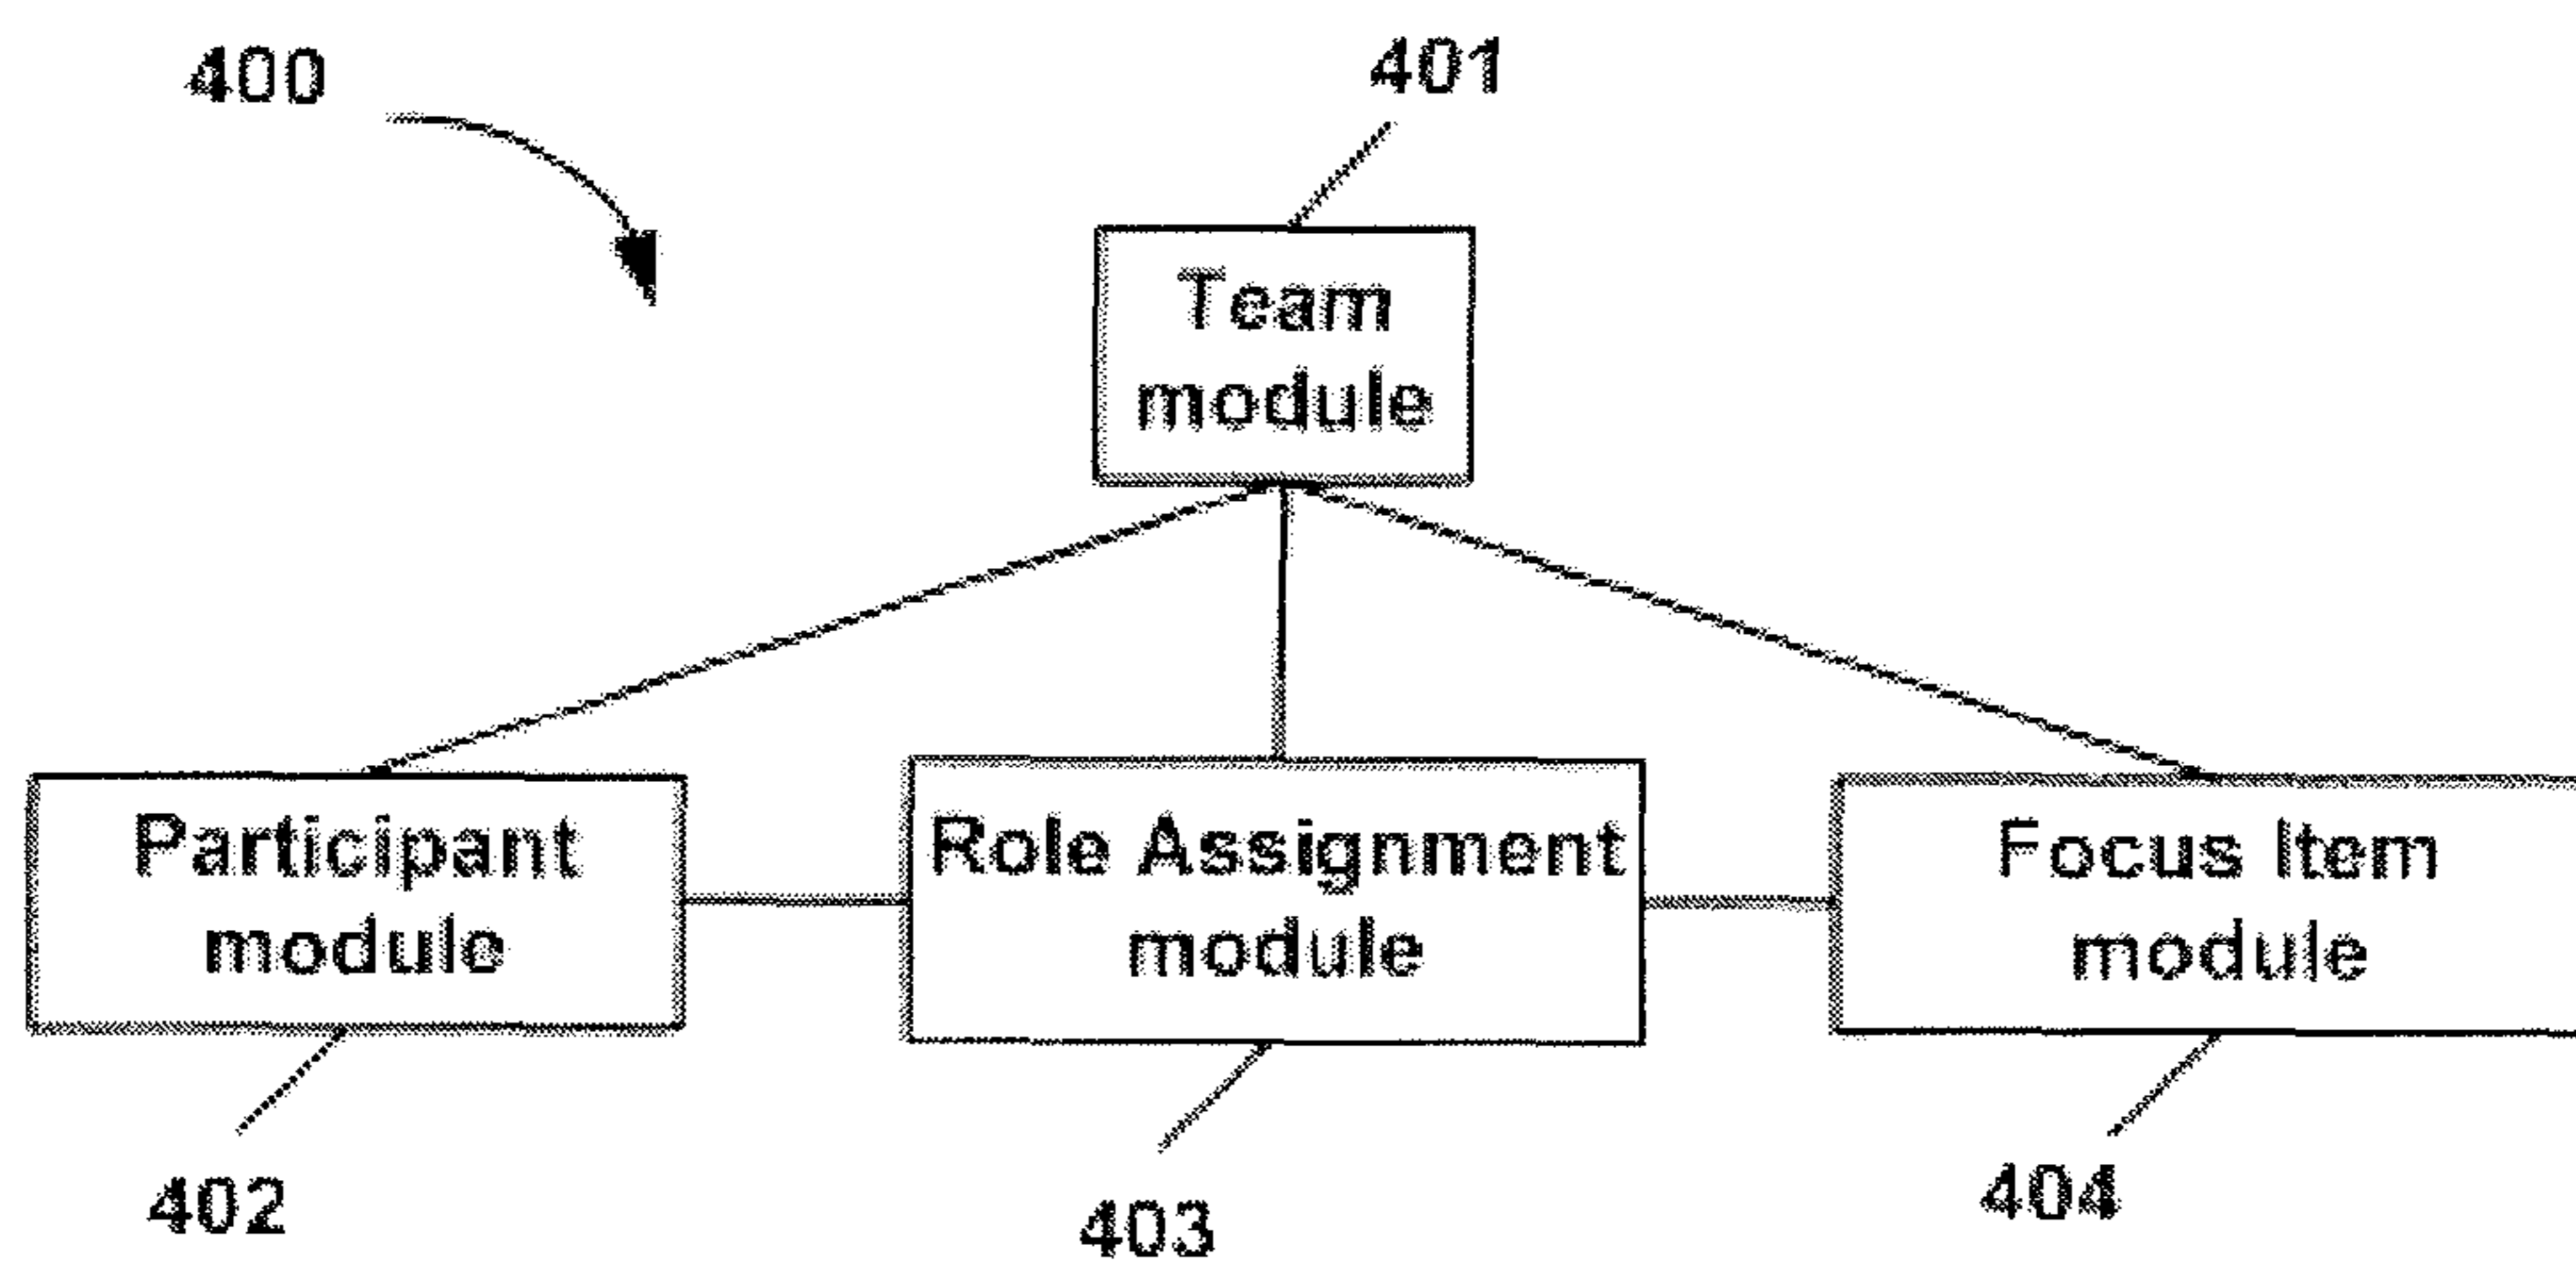 400
401
Team
module
Participant
module
Role Assignment
module
Focus Item
module
402
403
404